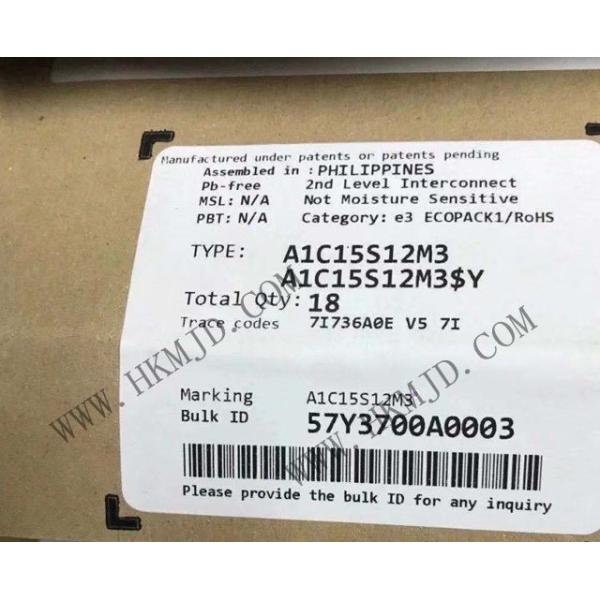 Manufactured under patents or patents pending
Assembled in : PHILIPPINES
Pb-free 2nd Level Interconnect
MSL: N/A Not Moisture Sensitive
PBT: N/A Category: e3 ECOPACK1/RoHS
TYPE: A1C15S12M3
A1C15S12M3$Y
Total Qty: 18
Trace codes 7I736A0E V5 7I
Marking A1C15S12M3
Bulk ID 57Y3700A0003
Please provide the bulk ID for any inquiry
WWW.HKMJD.COM
WWW.HKMJD.COM